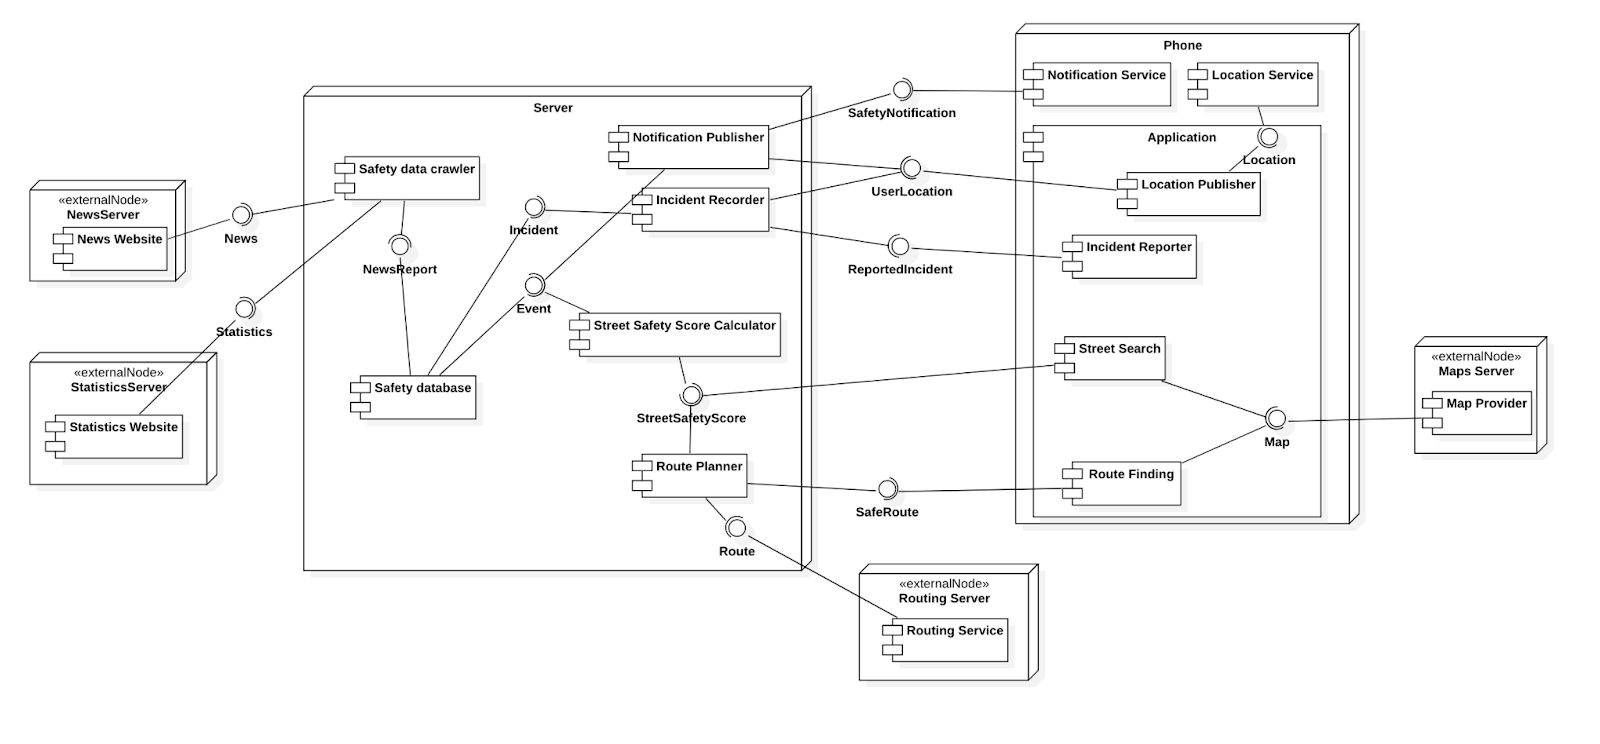 Phone
Notification Service
Location Service
SafetyNotification
Server
Notification Publisher
Application
Location
Safety data crawler
UserLocation
Location Publisher
«externalNode»
NewsServer
News Website
News
Incident Recorder
Incident
NewsReport
ReportedIncident
Incident Reporter
Event
Statistics
Street Safety Score Calculator
Street Search
«externalNode»
StatisticsServer
Statistics Website
Safety database
StreetSafetyScore
«externalNode»
Maps Server
Map Provider
Map
Route Planner
Route Finding
SafeRoute
Route
«externalNode»
Routing Server
Routing Service